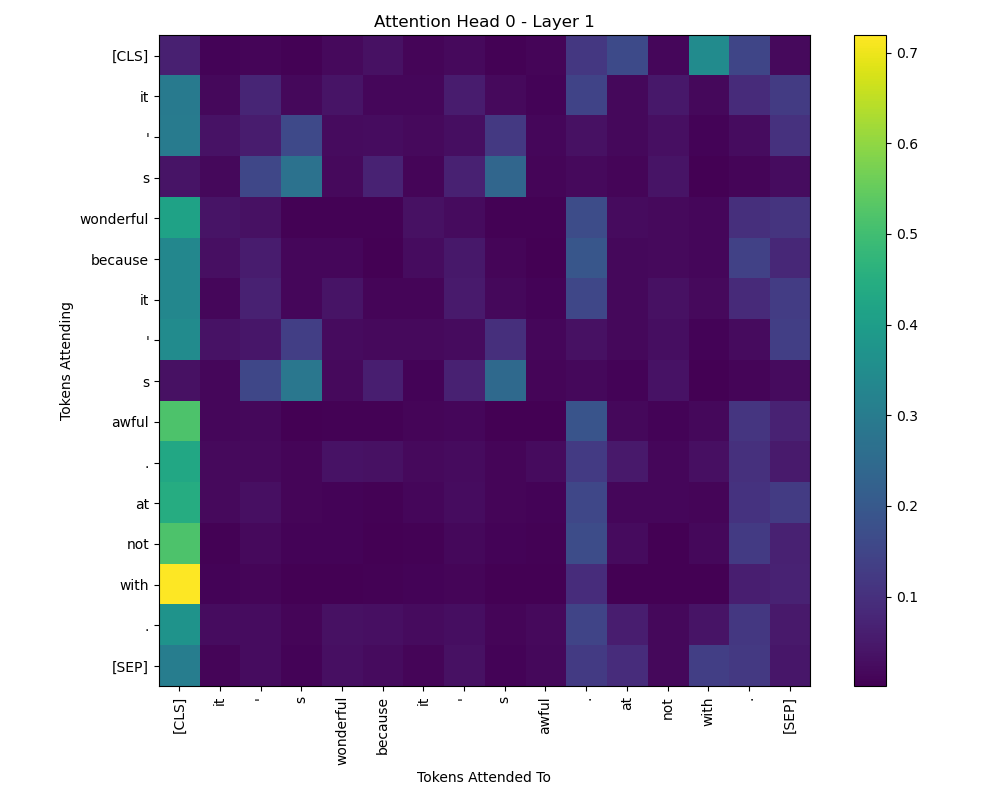 Attention Head 0 - Layer 1
Tokens Attending
[CLS]
it
'
s
wonderful
because
it
'
s
awful
.
at
not
with
.
[SEP]
[CLS]
it
'
s
wonderful
because
it
'
s
awful
.
at
not
with
.
[SEP]
Tokens Attended To
0.7
0.6
0.5
0.4
0.3
0.2
0.1